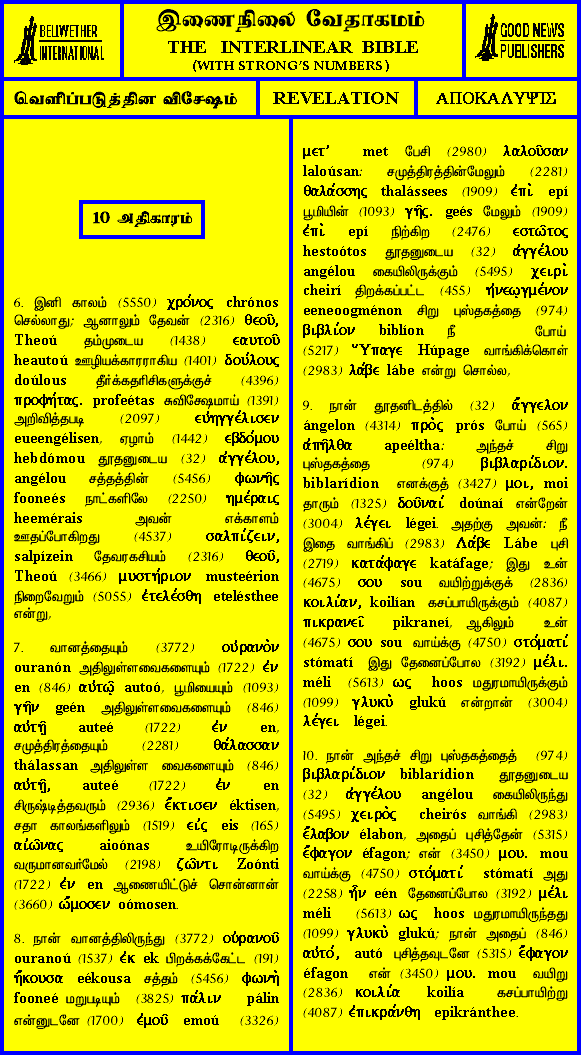 BELLWETHER
INTERNATIONAL
இணைநிலை வேதாகமம்
THE INTERLINEAR BIBLE
(WITH STRONG'S NUMBERS)
GOOD NEWS
PUBLISHERS
வெளிப்படுத்தின விசேஷம்
REVELATION
ΑΠΟΚΑΛΥΨΙΣ
10 அதிகாரம்
6. இனி காலம் (5550) χρόνος chrónos
செல்லாது; ஆனாலும் தேவன் (2316) θεοῦ,
Theoú தம்முடைய (1438) εαυτοῦ
heautoú ஊழியக்காரராகிய (1401) δούλους
doúlous தீர்க்கதரிசிகளுக்குச் (4396)
προφήτας. profeétas சுவிசேஷமாய் (1391)
அறிவித்தபடி (2097) εὐηγγέλισεν
eueengélisen, ஏழாம் (1442) εβδόμου
hebdómou தூதனுடைய (32) ἀγγέλου,
angélou சத்தத்தின் (5456) φωνῆς
fooneés நாட்களிலே (2250) ημέραις
heemérais அவன் எக்காளம்
ஊதப்போகிறது (4537) σαλπίζειν,
salpízein தேவரகசியம் (2316) θεοῦ,
Theoú (3466) μυστήριον musteérion
நிறைவேறும் (5055) ἐτελέσθη etelésthee
என்று,
7. வானத்தையும் (3772) οὐρανὸν
ouranón அதிலுள்ளவைகளையும் (1722) ἐν
en (846) αὐτῷ autoó, பூமியையும் (1093)
γῆν geén அதிலுள்ளவைகளையும் (846)
αὐτῇ auteé (1722) ἐν en,
சமுத்திரத்தையும் (2281) θάλασσαν
thálassan அதிலுள்ள வைகளையும் (846)
αὐτῇ, auteé (1722) ἐν en
சிருஷ்டித்தவரும் (2936) ἔκτισεν éktisen,
சதா காலங்களிலும் (1519) εἰς eis (165)
αἰῶνας aioónas உயிரோடிருக்கிற
வருமானவர்மேல் (2198) ζῶντι Zoónti
(1722) ἐν en ஆணையிட்டுச் சொன்னான்
(3660) ὤμοσεν oómosen.
8. நான் வானத்திலிருந்து (3772) οὐρανοῦ
ouranoú (1537) ἐκ ek பிறக்கக்கேட்ட (191)
ἤκουσα eékousa சத்தம் (5456) φωνὴ
fooneé மறுபடியும் (3825) πάλιν pálin
என்னுடனே (1700) ἐμοῦ emoú (3326)
μετ' met பேசி (2980) λαλοῦσαν
laloúsan: சமுத்திரத்தின்மேலும் (2281)
θαλάσσης thalássees (1909) ἐπὶ epí
பூமியின் (1093) γῆς. geés மேலும் (1909)
ἐπὶ epí நிற்கிற (2476) εστῶτος
hestoótos தூதனுடைய (32) ἀγγέλου
angélou கையிலிருக்கும் (5495) χειρὶ
cheirí திறக்கப்பட்ட (455) ἠνεῳγμένον
eeneoogménon சிறு புஸ்தகத்தை (974)
βιβλίον biblíon நீ போய்
(5217) Ὕπαγε Húpage வாங்கிக்கொள்
(2983) λάβε lábe என்று சொல்ல,
9. நான் தூதனிடத்தில் (32) ἄγγελον
ángelon (4314) πρὸς prós போய் (565)
ἀπῆλθα apeéltha: அந்தச் சிறு
புஸ்தகத்தை (974) βιβλαρίδιον.
biblarídion எனக்குத் (3427) μοι, moi
தாரும் (1325) δοῦναί doúnaí என்றேன்
(3004) λέγει légei. அதற்கு அவன்: நீ
இதை வாங்கிப் (2983) Λάβε Lábe புசி
(2719) κατάφαγε katáfage; இது உன்
(4675) σου sou வயிற்றுக்குக் (2836)
κοιλίαν, koilían கசப்பாயிருக்கும் (4087)
πικρανεῖ pikraneí, ஆகிலும் உன்
(4675) σου sou வாய்க்கு (4750) στόματί
stómatí இது தேனைப்போல (3192) μέλι.
méli (5613) ως hoos மதுரமாயிருக்கும்
(1099) γλυκὺ glukú என்றான் (3004)
λέγει légei.
10. நான் அந்தச் சிறு புஸ்தகத்தைத் (974)
βιβλαρίδιον biblarídion தூதனுடைய
(32) ἀγγέλου angélou கையிலிருந்து
(5495) χειρὸς cheirós வாங்கி (2983)
ἔλαβον élabon, அதைப் புசித்தேன் (5315)
ἔφαγον éfagon; என் (3450) μου. mou
வாய்க்கு (4750) στόματί stómatí அது
(2258) ἦν eén தேனைப்போல (3192) μέλι
méli (5613) ως hoos மதுரமாயிருந்தது
(1099) γλυκὺ glukú; நான் அதைப் (846)
αὐτό, autó புசித்தவுடனே (5315) ἔφαγον
éfagon என் (3450) μου. mou வயிறு
(2836) κοιλία koilía கசப்பாயிற்று
(4087) ἐπικράνθη epikránthee.